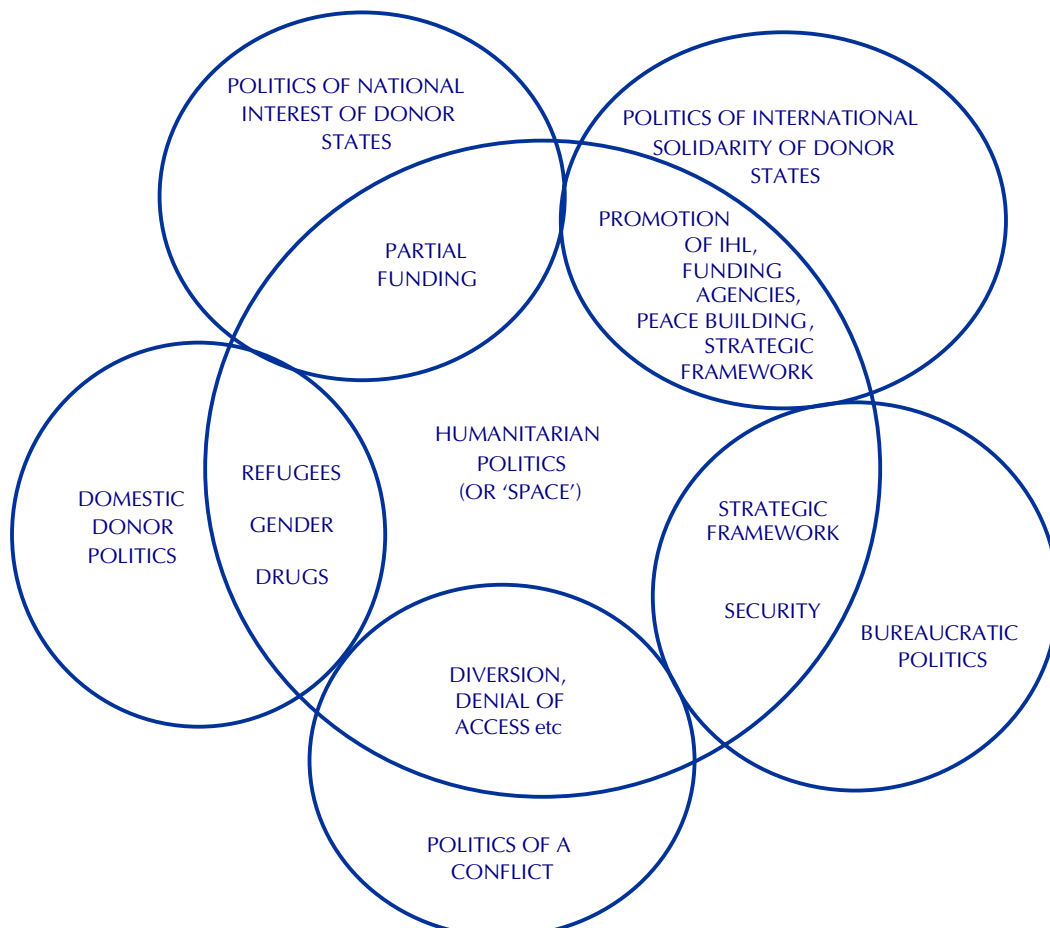 POLITICS OF NATIONAL
INTEREST OF DONOR
STATES
POLITICS OF INTERNATIONAL
SOLIDARITY OF DONOR
STATES
PARTIAL
FUNDING
PROMOTION
OF IHL,
FUNDING
AGENCIES,
PEACE BUILDING,
STRATEGIC
FRAMEWORK
HUMANITARIAN
POLITICS
(OR ‘SPACE’)
DOMESTIC
DONOR
POLITICS
REFUGEES
GENDER
DRUGS
STRATEGIC
FRAMEWORK
SECURITY
BUREAUCRATIC
POLITICS
DIVERSION,
DENIAL OF
ACCESS etc
POLITICS OF A
CONFLICT